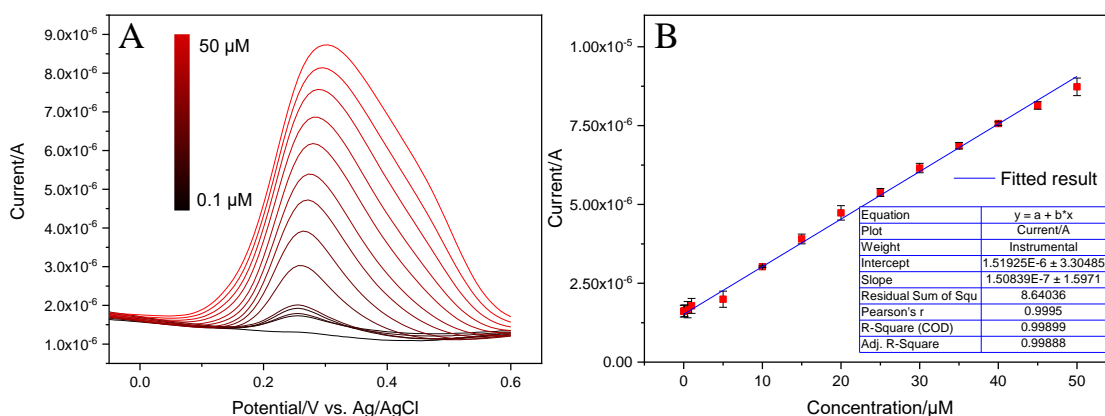 A
50 µM
0.1 µM
9.0x10-6
8.0x10-6
7.0x10-6
6.0x10-6
5.0x10-6
4.0x10-6
3.0x10-6
2.0x10-6
1.0x10-6
Current/A
0.0 0.2 0.4 0.6
Potential/V vs. Ag/AgCl
B
1.00x10-5
7.50x10-6
5.00x10-6
2.50x10-6
0.00
Current/A
Fitted result
Equation y = a + b*x
Plot Current/A
Weight Instrumental
Intercept 1.51925E-6 ± 3.30485
Slope 1.50839E-7 ± 1.5971
Residual Sum of Squ 8.64036
Pearson's r 0.9995
R-Square (COD) 0.99899
Adj. R-Square 0.99888
0 10 20 30 40 50
Concentration/µM